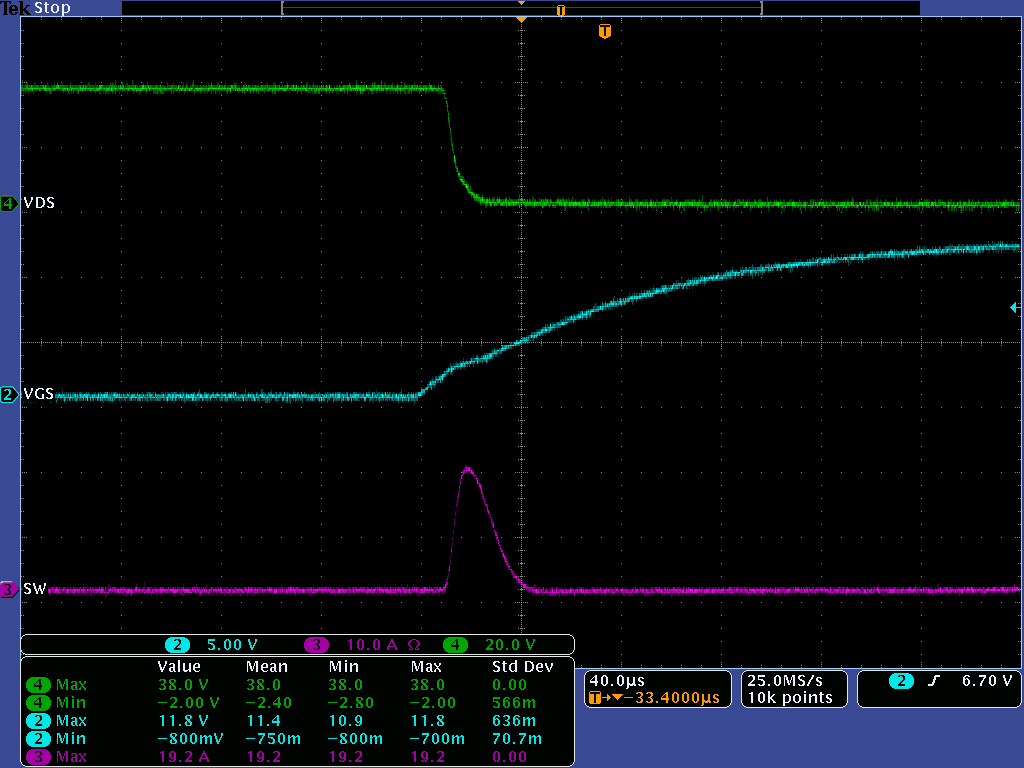 Tek Stop
T
T
4 VDS
2 VGS
3 SW
2 5.00 V 3 10.0 A Ω 4 20.0 V
Value Mean Min Max Std Dev
4 Max 38.0 V 38.0 38.0 38.0 0.00
4 Min −2.00 V −2.40 −2.80 −2.00 566m
2 Max 11.8 V 11.4 10.9 11.8 636m
2 Min −800mV −750m −800m −700m 70.7m
3 Max 19.2 A 19.2 19.2 19.2 0.00
40.0µs
T→▼−33.4000µs
25.0MS/s
10k points
2 6.70 V